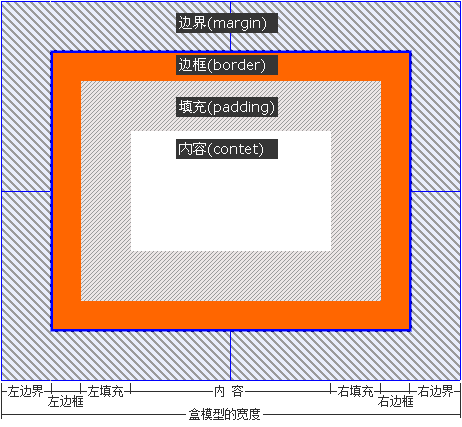 边界(margin)
边框(border)
填充(padding)
内容(contet)
左边界 左填充 内 容 右填充 右边界
左边框 右边框
盒模型的宽度